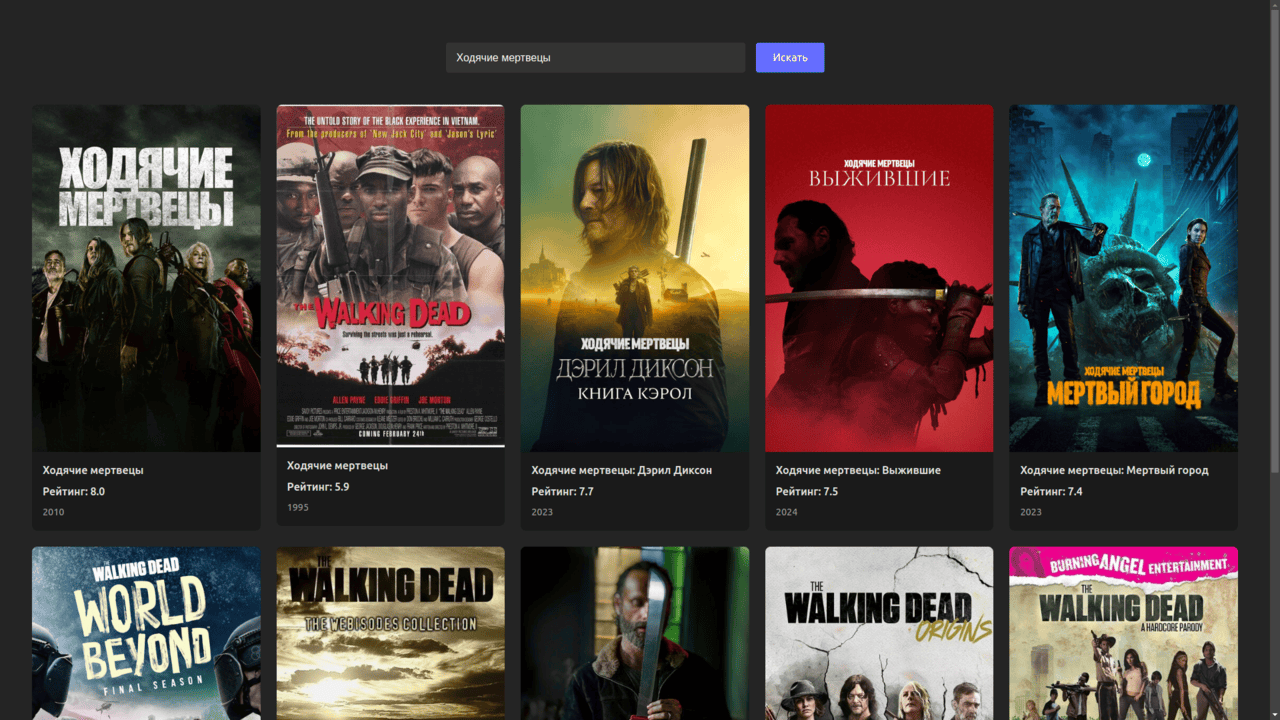 Ходячие мертвецы
Искать
ХОДЯЧИЕ
МЕРТВЕЦЫ
Ходячие мертвецы
Рейтинг: 8.0
2010
THE UNTOLD STORY OF THE BLACK EXPERIENCE IN VIETNAM.
From the producers of 'New Jack City' and 'Jason's Lyric'
THE WALKING DEAD
Surviving the streets was just a rehearsal.
ALLEN PAYNE EDDIE GRIFFIN JOE MORTON
COMING FEBRUARY 24th
Ходячие мертвецы
Рейтинг: 5.9
1995
ХОДЯЧИЕ МЕРТВЕЦЫ
ДЭРИЛ ДИКСОН
КНИГА КЭРОЛ
Ходячие мертвецы: Дэрил Диксон
Рейтинг: 7.7
2023
ХОДЯЧИЕ МЕРТВЕЦЫ
ВЫЖИВШИЕ
Ходячие мертвецы: Выжившие
Рейтинг: 7.5
2024
ХОДЯЧИЕ МЕРТВЕЦЫ
МЕРТВЫЙ ГОРОД
Ходячие мертвецы: Мертвый город
Рейтинг: 7.4
2023
THE WALKING DEAD
WORLD
BEYOND
FINAL SEASON
THE
WALKING DEAD
THE WEBISODES COLLECTION
THE
WALKING DEAD
ORIGINS
BURNING ANGEL ENTERTAINMENT
THE
WALKING DEAD
A HARDCORE PARODY